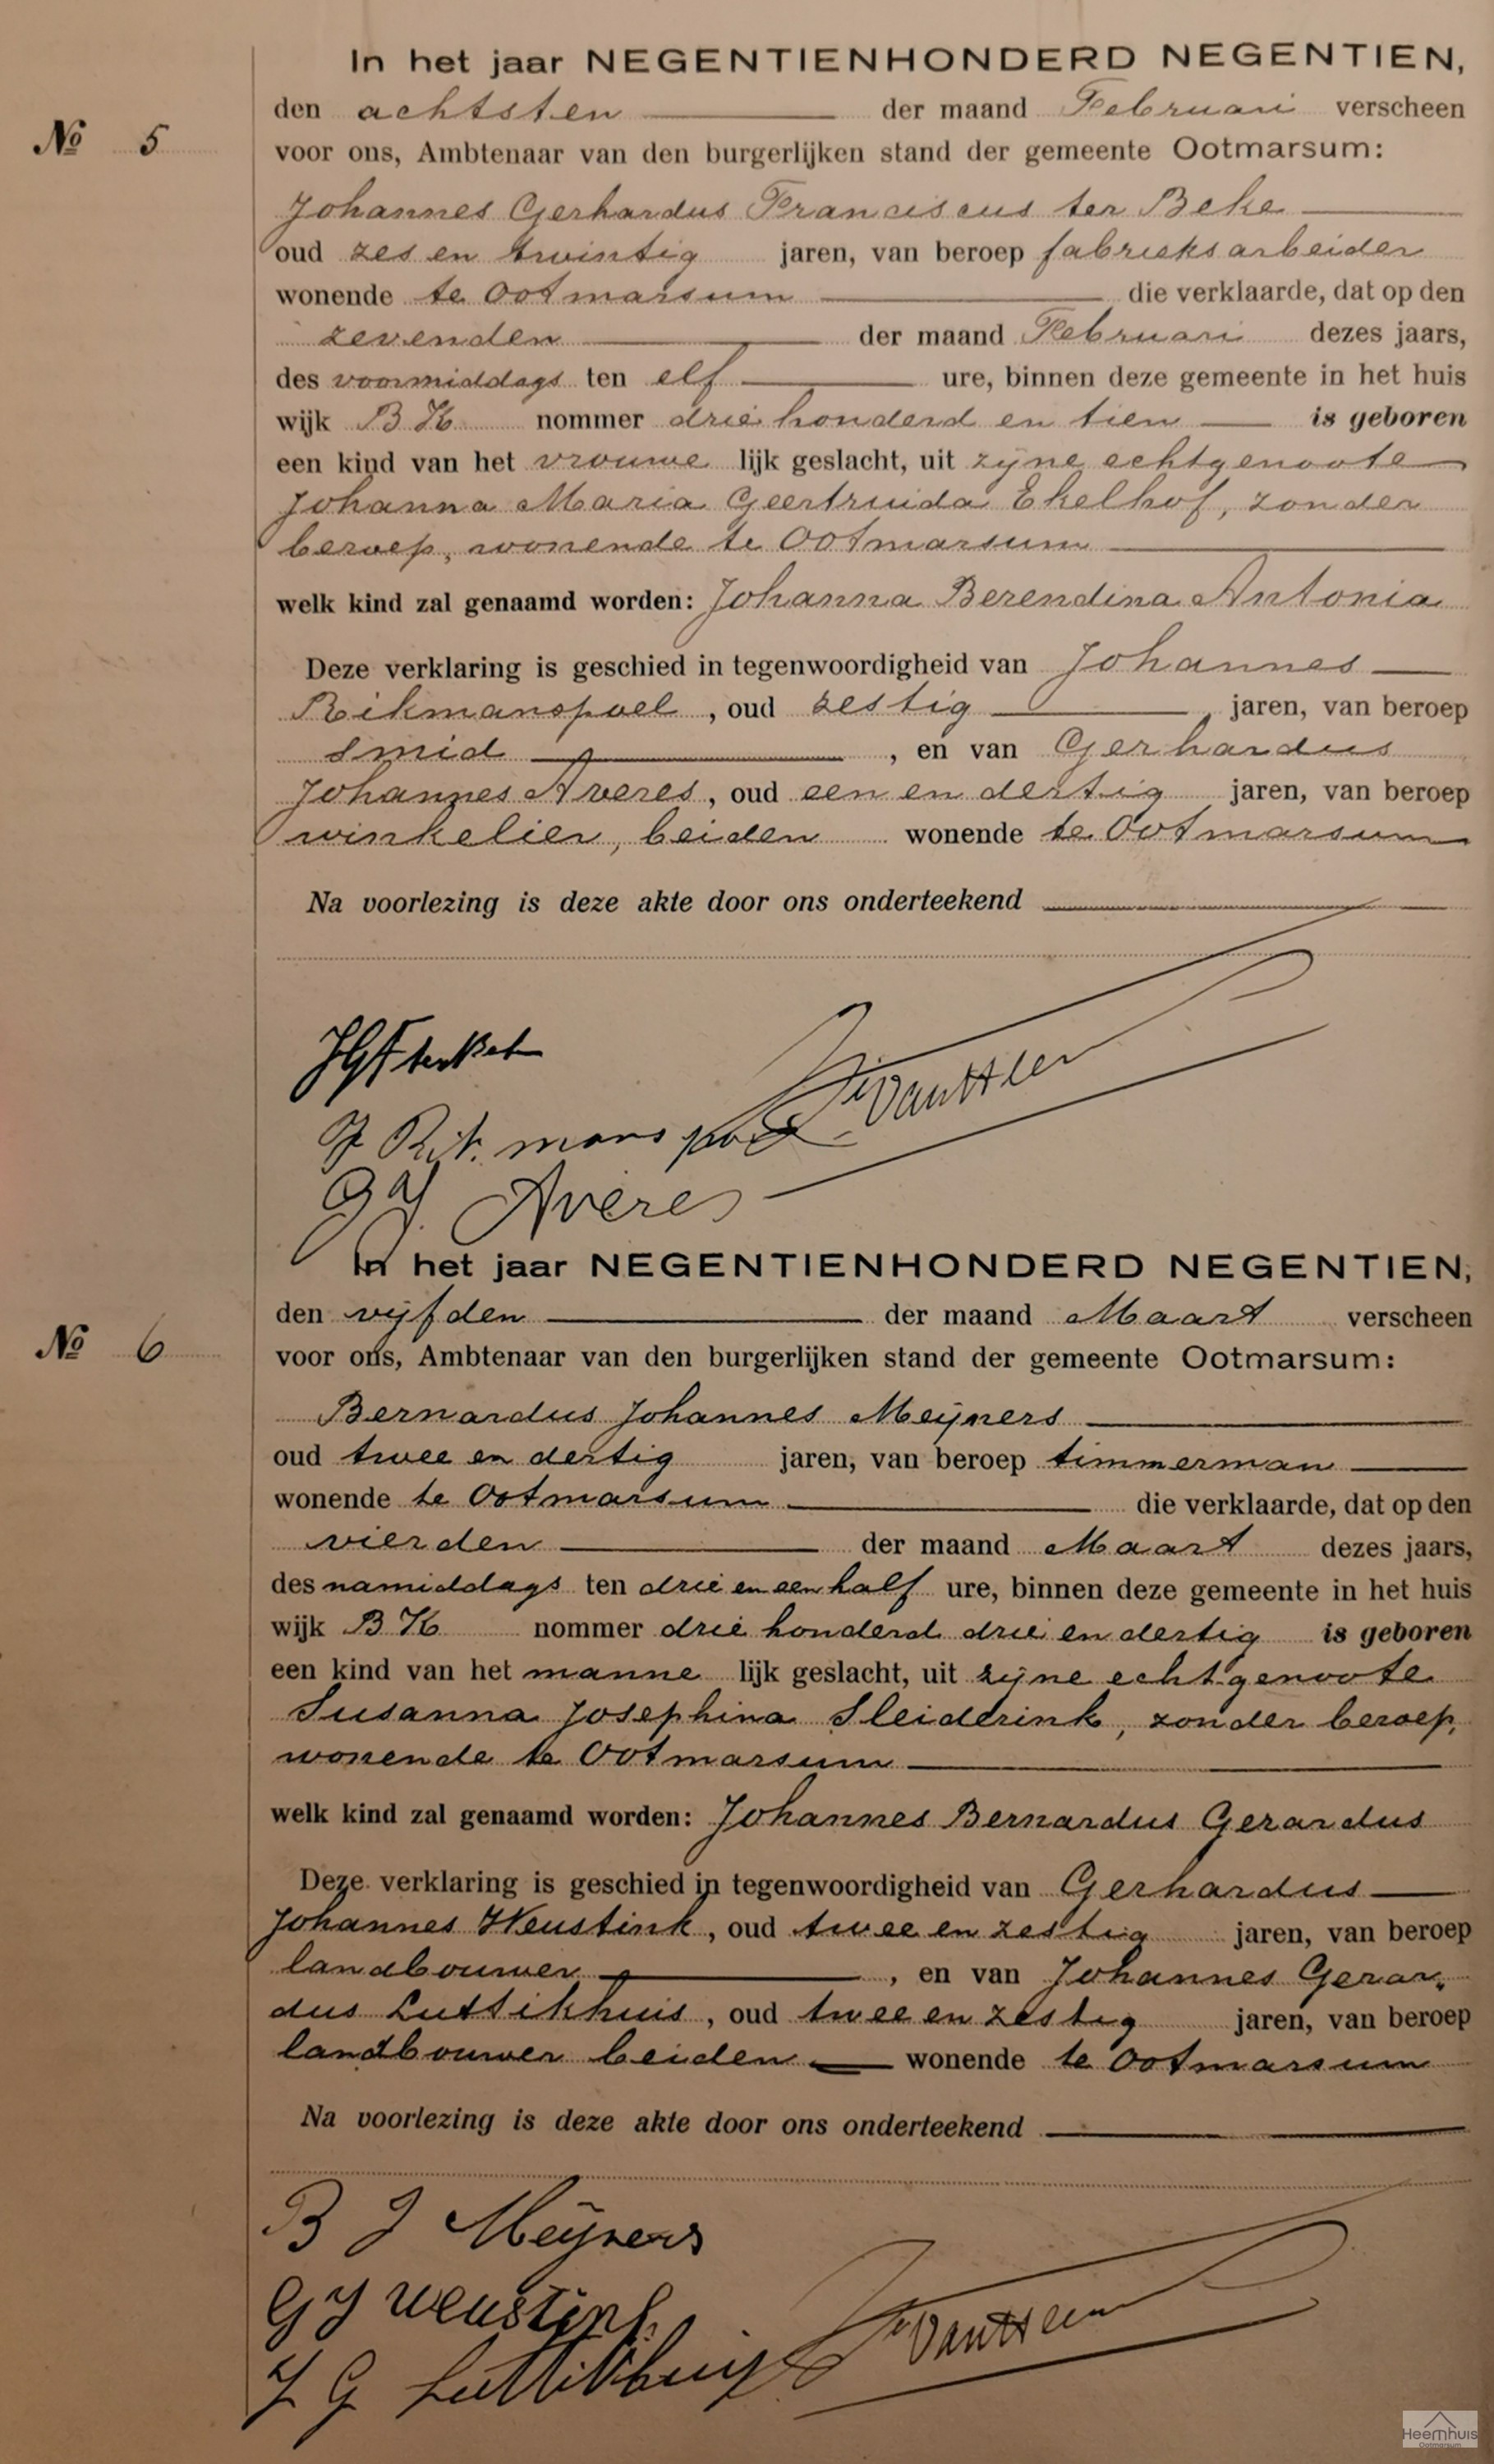 In het jaar NEGENTIENHONDERD NEGENTIEN,
den achtsten der maand Februari verscheen
No 5
voor ons, Ambtenaar van den burgerlijken stand der gemeente Ootmarsum:
Johannes Gerhardus Franciscus ter Beke
oud zes en twintig jaren, van beroep fabrieksarbeider
wonende te Ootmarsum die verklaarde, dat op den
zevenden der maand Februari dezes jaars,
des voormiddags ten elf ure, binnen deze gemeente in het huis
wijk B K nommer drie honderd en tien is geboren
een kind van het vrouwe lijk geslacht, uit zijne echtgenoote
Johanna Maria Geertruida Ekelhof, zonder
beroep, wonende te Ootmarsum
welk kind zal genaamd worden: Johanna Berendina Antonia
Deze verklaring is geschied in tegenwoordigheid van Johannes
Rikmanspoel, oud zestig jaren, van beroep
smid, en van Gerhardus
Johannes Averes, oud een en dertig jaren, van beroep
winkelier, beiden wonende te Ootmarsum
Na voorlezing is deze akte door ons onderteekend
J Rikmanspoel
G J Averes
In het jaar NEGENTIENHONDERD NEGENTIEN,
den vijfden der maand Maart verscheen
No 6
voor ons, Ambtenaar van den burgerlijken stand der gemeente Ootmarsum:
Bernardus Johannes Meijners
oud twee en dertig jaren, van beroep timmerman
wonende te Ootmarsum die verklaarde, dat op den
vierden der maand Maart dezes jaars,
des namiddags ten drie en een half ure, binnen deze gemeente in het huis
wijk B K nommer drie honderd drie en dertig is geboren
een kind van het manne lijk geslacht, uit zijne echtgenoote
Susanna Josephina Sleiderink, zonder beroep,
wonende te Ootmarsum
welk kind zal genaamd worden: Johannes Bernardus Gerardus
Deze verklaring is geschied in tegenwoordigheid van Gerhardus
Johannes Weustink, oud twee en zestig jaren, van beroep
landbouwer, en van Johannes Gerar„
dus Luttikhuis, oud twee en zestig jaren, van beroep
landbouwer beiden wonende te Ootmarsum
Na voorlezing is deze akte door ons onderteekend
B J Meijners
G J Weustink
J G Luttikhuis
Heemhuis
Ootmarsum